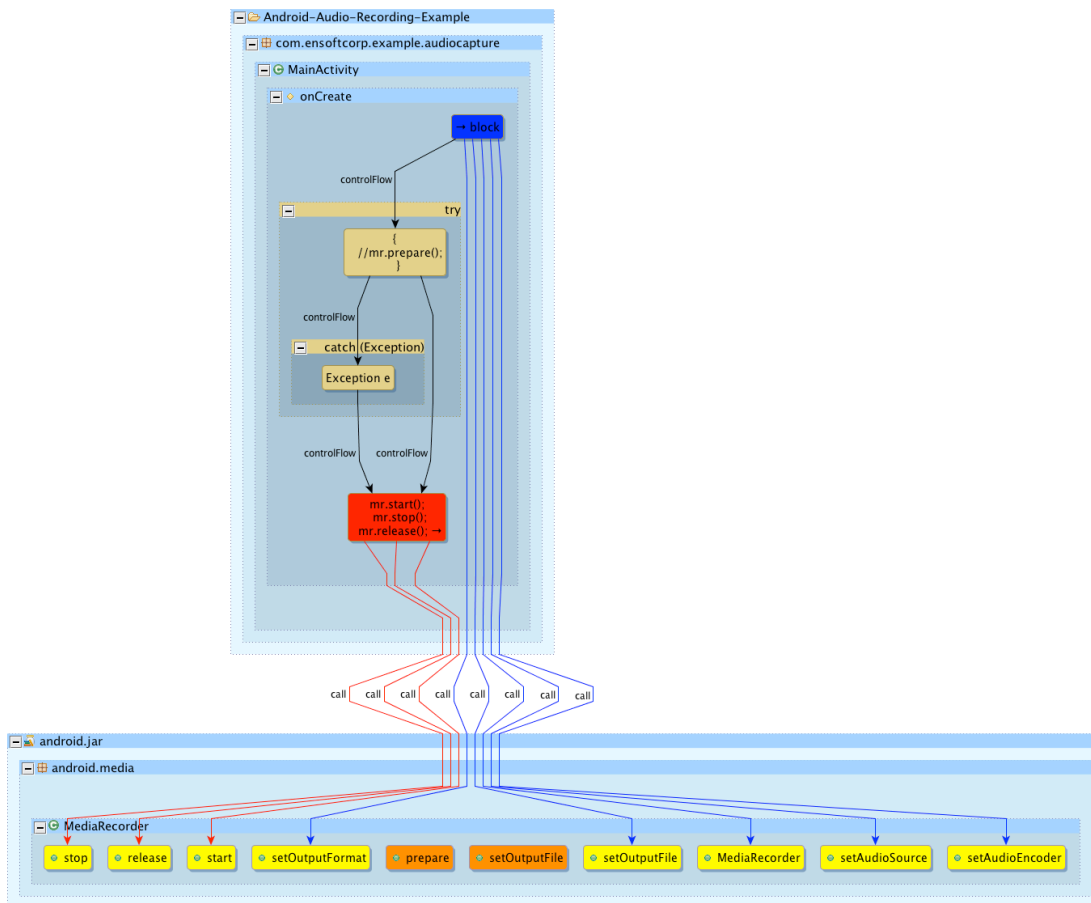 Android-Audio-Recording-Example
com.ensoftcorp.example.audiocapture
MainActivity
onCreate
→ block
controlFlow
try
{
//mr.prepare();
}
controlFlow
catch (Exception)
Exception e
controlFlow controlFlow
mr.start();
mr.stop();
mr.release(); →
call call call call call call call call
android.jar
android.media
MediaRecorder
stop release start setOutputFormat prepare setOutputFile setOutputFile MediaRecorder setAudioSource setAudioEncoder